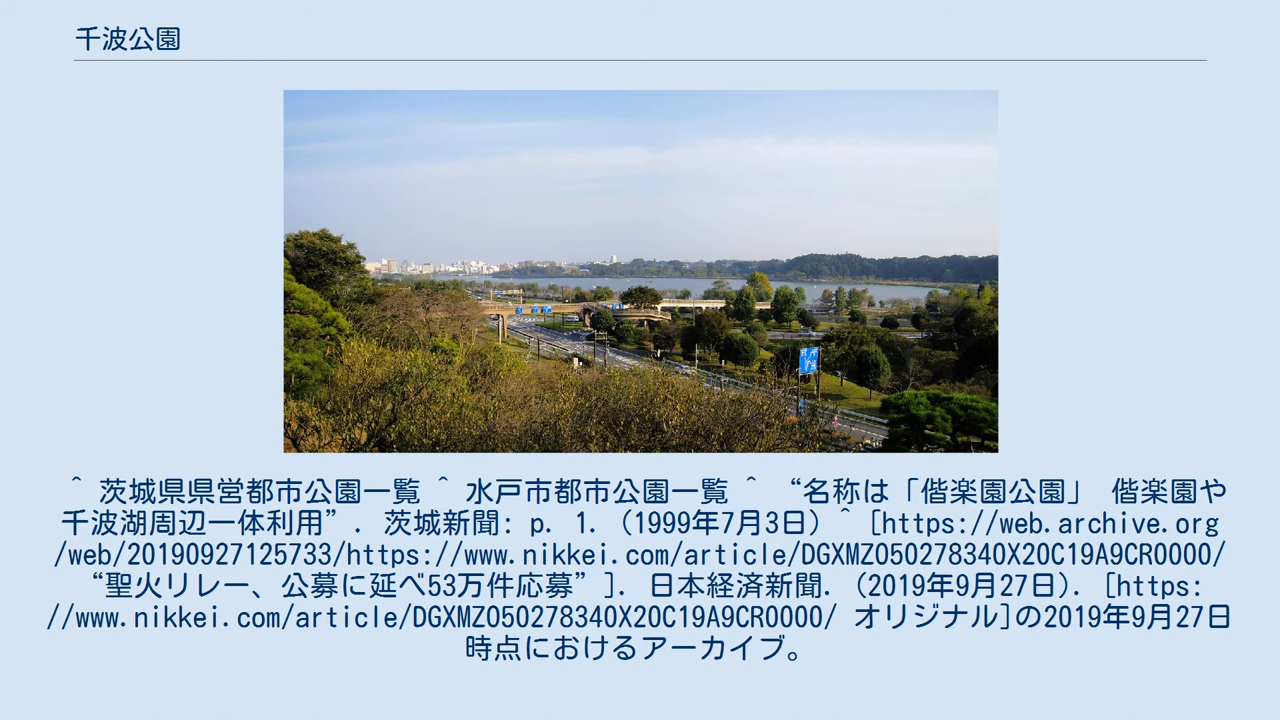 千波公園
^ 茨城県県営都市公園一覧 ^ 水戸市都市公園一覧 ^ “名称は「偕楽園公園」 偕楽園や
千波湖周辺一体利用”. 茨城新聞: p. 1. (1999年7月3日) ^ [https://web.archive.org
/web/20190927125733/https://www.nikkei.com/article/DGXMZO50278340X20C19A9CR0000/
“聖火リレー、公募に延べ53万件応募”]. 日本経済新聞. (2019年9月27日). [https:
//www.nikkei.com/article/DGXMZO50278340X20C19A9CR0000/ オリジナル]の2019年9月27日
時点におけるアーカイブ。